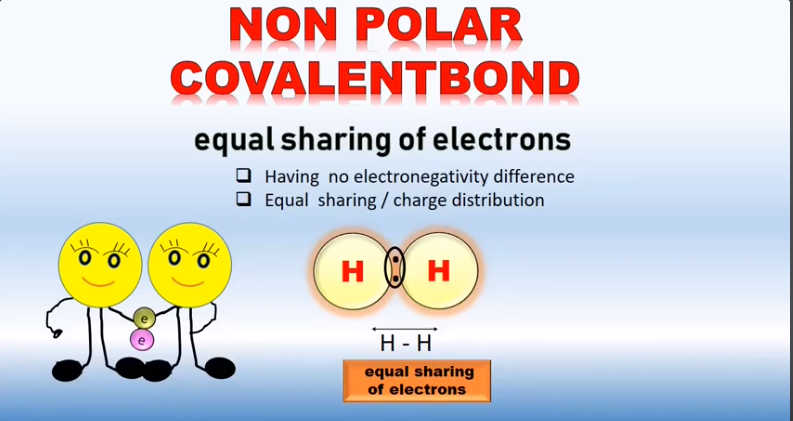 NON POLAR
COVALENTBOND
equal sharing of electrons
Having no electronegativity difference
Equal sharing / charge distribution
e
e
H H
H - H
equal sharing
of electrons